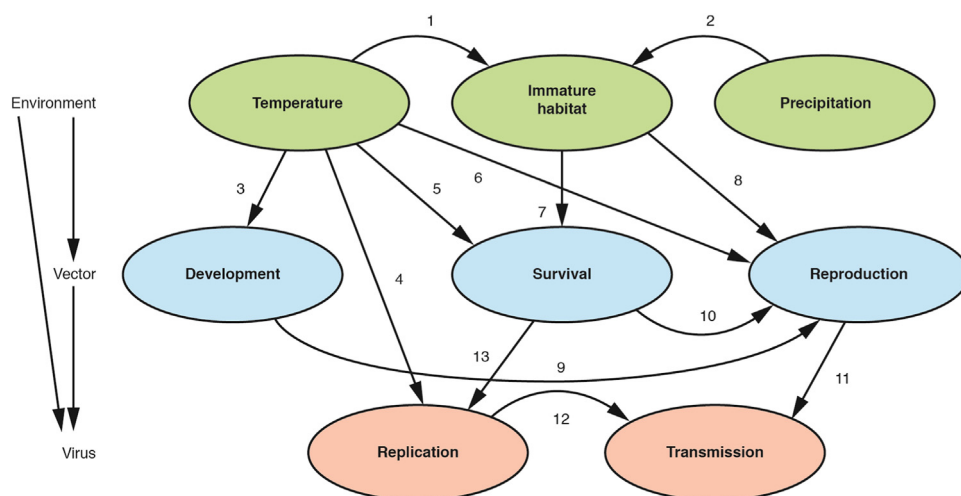 1
2
Environment
Temperature
Immature
habitat
Precipitation
3
5
6
7
8
Vector
Development
4
Survival
Reproduction
10
13
9
11
12
Virus
Replication
Transmission